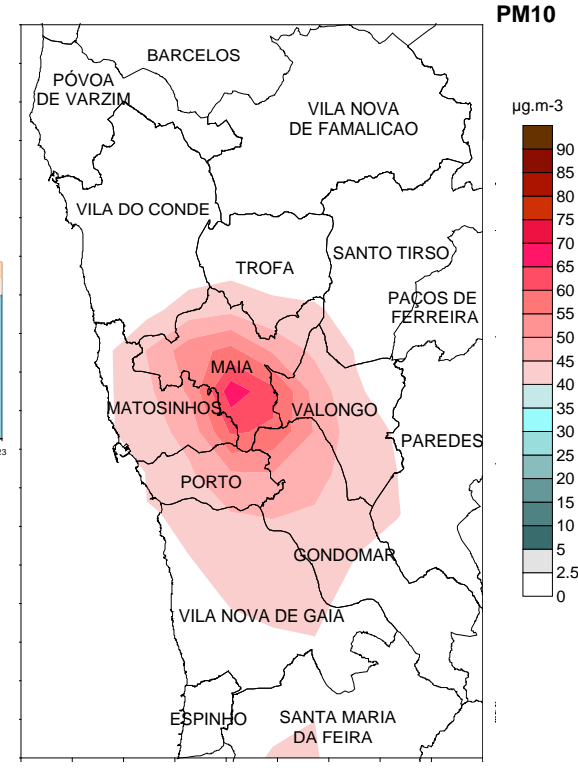 PM10
µg.m-3
BARCELOS
PÓVOA
DE VARZIM
VILA NOVA
DE FAMALICAO
VILA DO CONDE
TROFA
SANTO TIRSO
PAÇOS DE
FERREIRA
MAIA
MATOSINHOS
VALONGO
PAREDES
PORTO
GONDOMAR
VILA NOVA DE GAIA
ESPINHO
SANTA MARIA
DA FEIRA
90
85
80
75
70
65
60
55
50
45
40
35
30
25
20
15
10
5
2.5
0
23